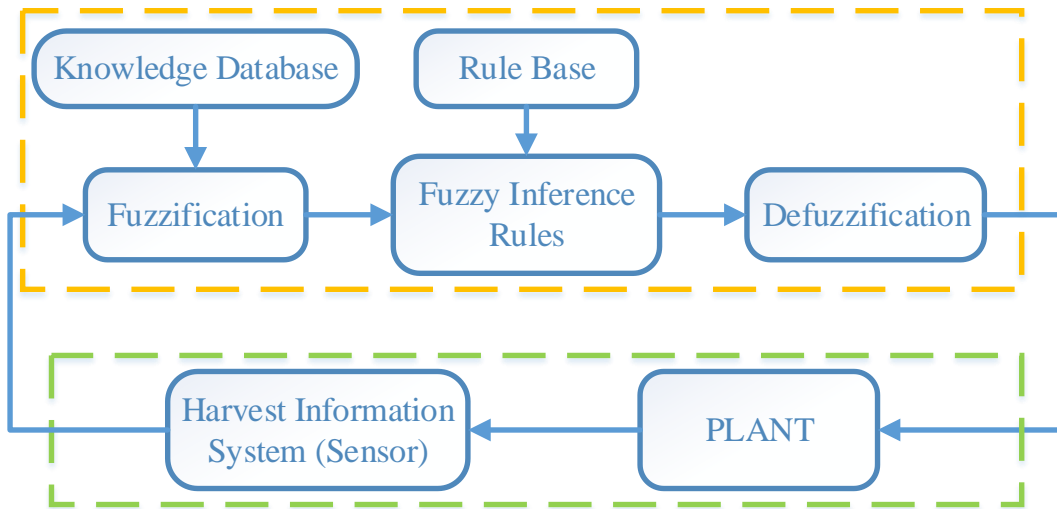 Knowledge Database
Rule Base
Fuzzification
Fuzzy Inference
Rules
Defuzzification
Harvest Information
System (Sensor)
PLANT